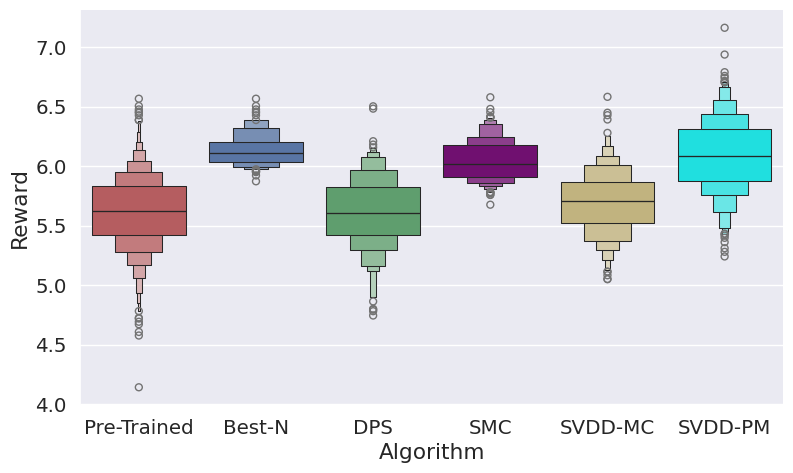 7.0
6.5
6.0
5.5
5.0
4.5
4.0
Reward
Pre-Trained Best-N DPS SMC SVDD-MC SVDD-PM
Algorithm